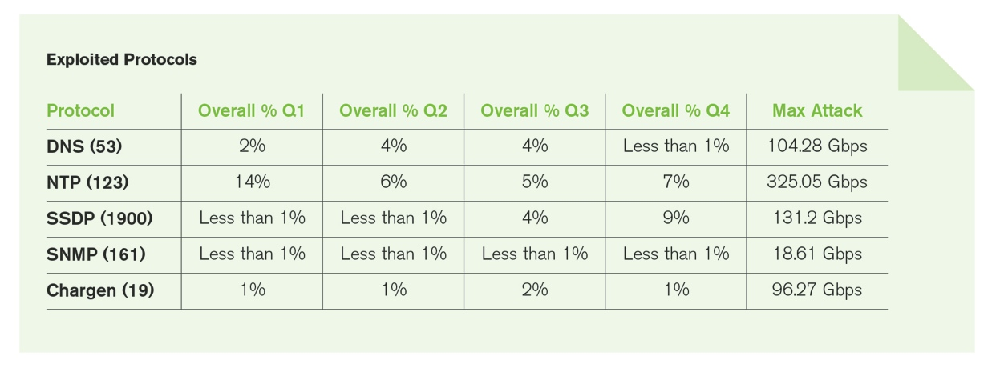 Exploited Protocols
Protocol Overall % Q1 Overall % Q2 Overall % Q3 Overall % Q4 Max Attack
DNS (53) 2% 4% 4% Less than 1% 104.28 Gbps
NTP (123) 14% 6% 5% 7% 325.05 Gbps
SSDP (1900) Less than 1% Less than 1% 4% 9% 131.2 Gbps
SNMP (161) Less than 1% Less than 1% Less than 1% Less than 1% 18.61 Gbps
Chargen (19) 1% 1% 2% 1% 96.27 Gbps